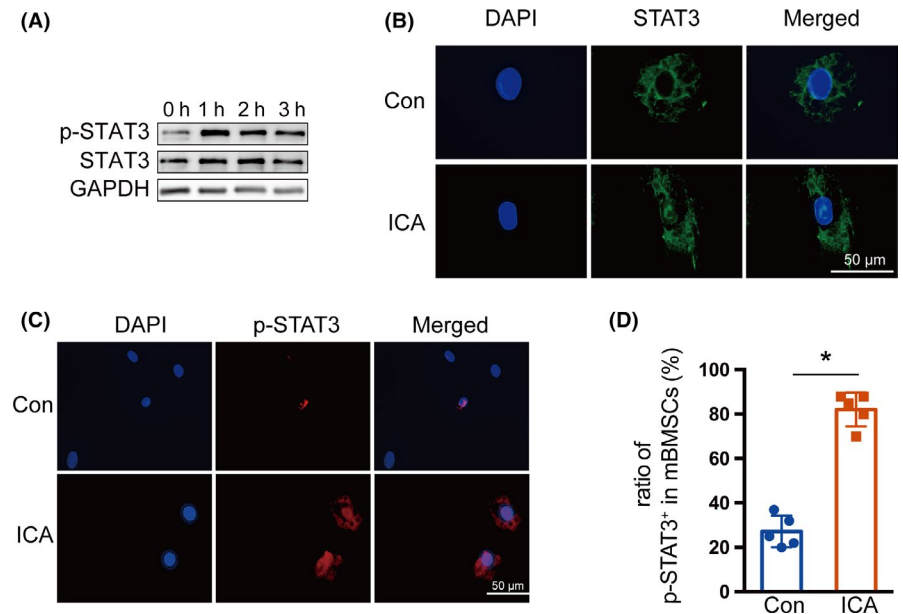 (A)
0 h 1 h 2 h 3 h
p-STAT3
STAT3
GAPDH
(B)
DAPI STAT3 Merged
Con
ICA
50 μm
(C)
DAPI p-STAT3 Merged
Con
ICA
50 μm
(D)
*
ratio of
p-STAT3⁺ in mBMSCs (%)
100
80
60
40
20
0
Con ICA